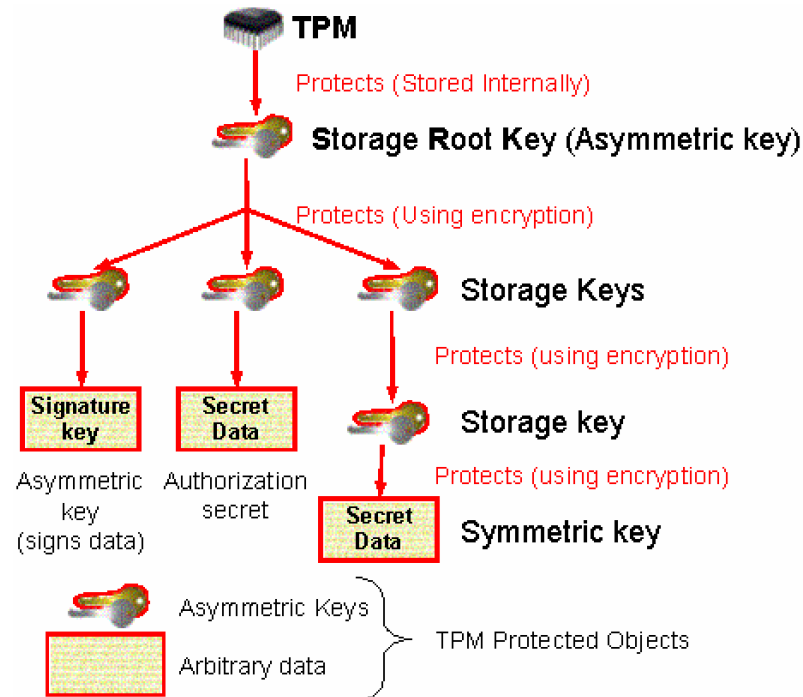 TPM
Protects (Stored Internally)
Storage Root Key (Asymmetric key)
Protects (Using encryption)
Storage Keys
Protects (using encryption)
Signature
key
Secret
Data
Storage key
Asymmetric
key
(signs data)
Authorization
secret
Protects (using encryption)
Secret
Data
Symmetric key
Asymmetric Keys
Arbitrary data
TPM Protected Objects